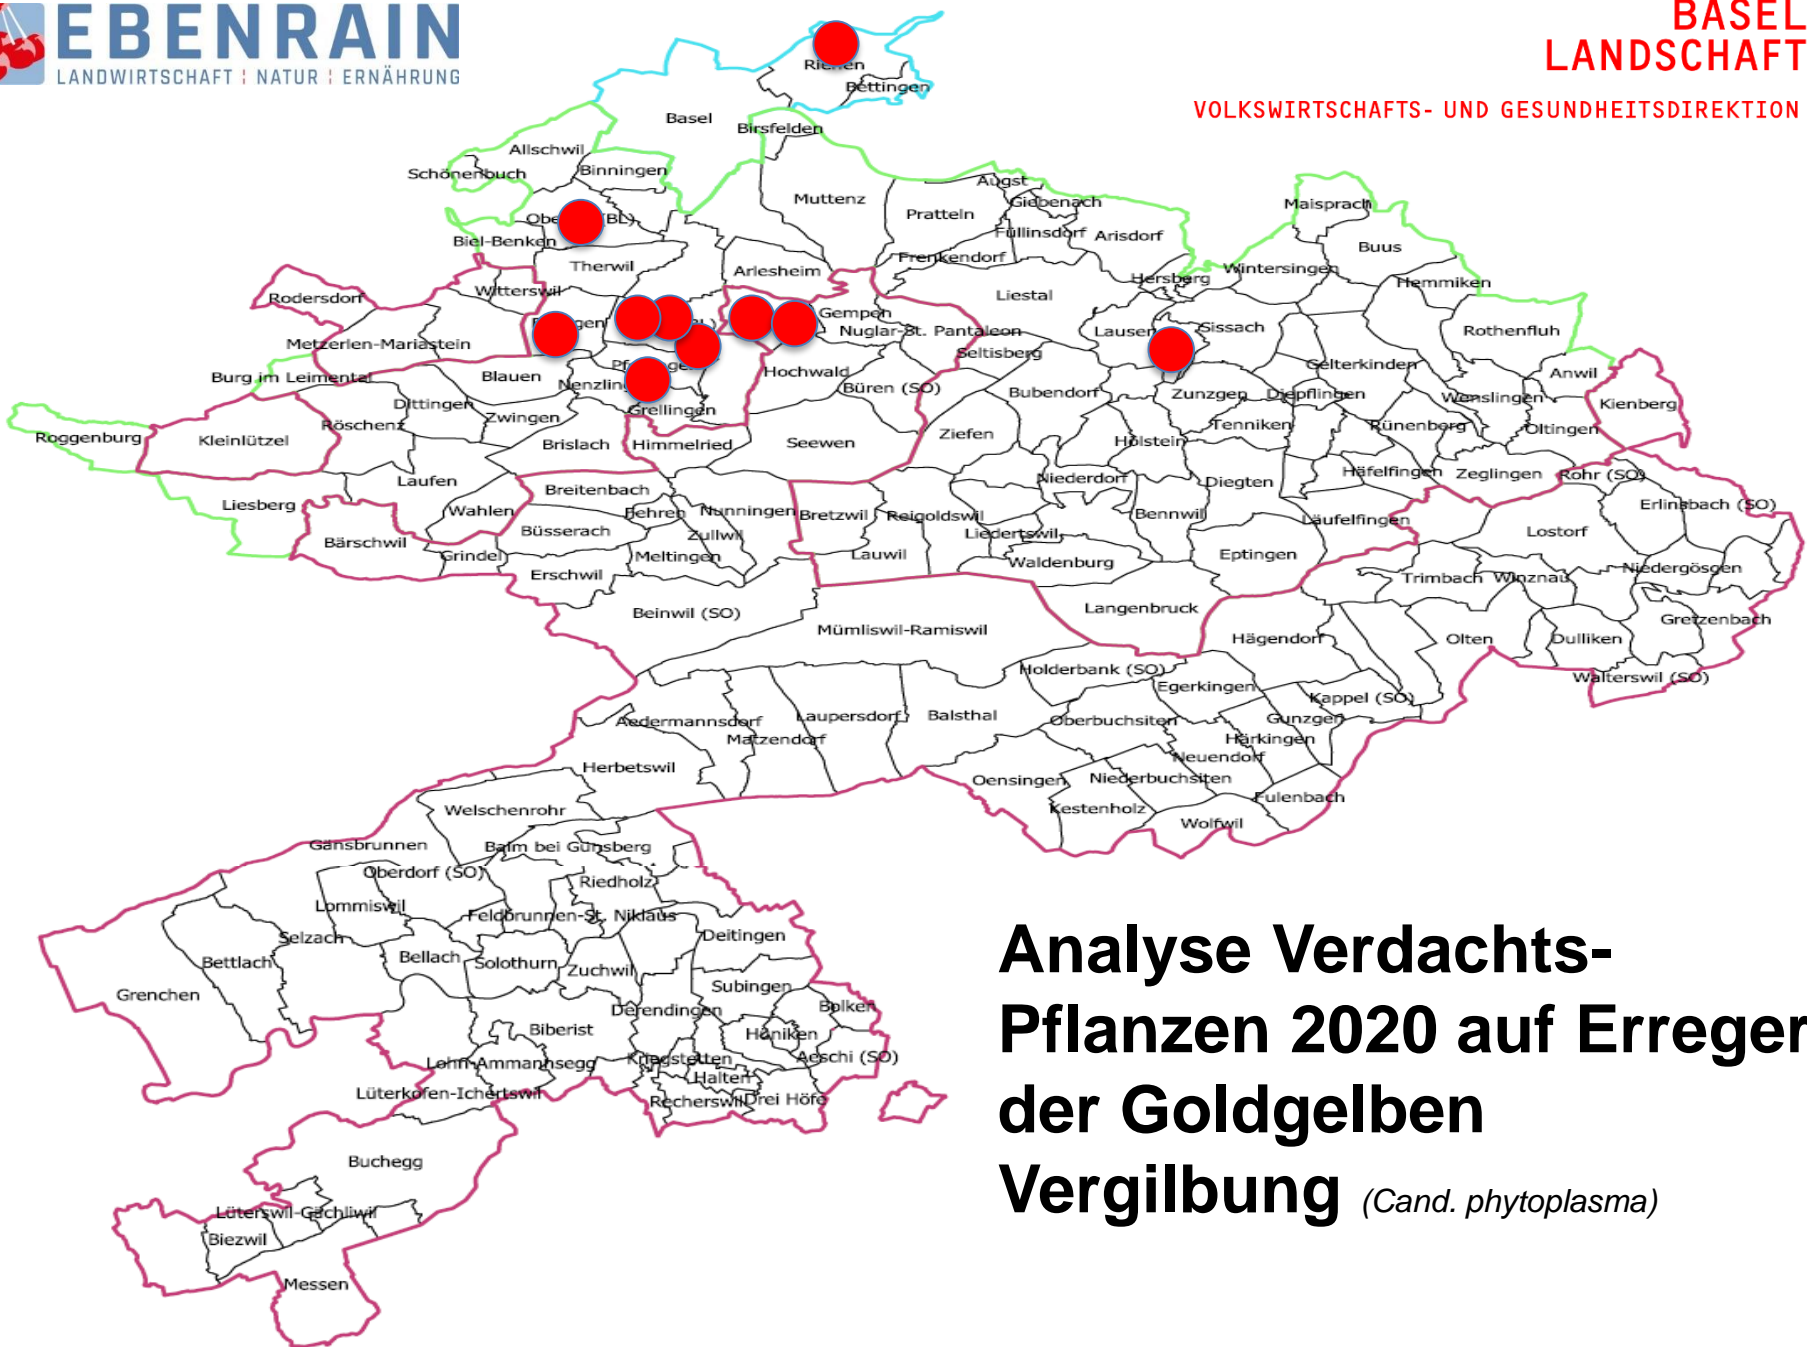 EBENRAIN
LANDWIRTSCHAFT ¦ NATUR ¦ ERNÄHRUNG
BASEL
LANDSCHAFT
VOLKSWIRTSCHAFTS- UND GESUNDHEITSDIREKTION
Bettingen
Basel
Birsfelden
Allschwil
Schönenbuch
Binningen
Muttenz
Pratteln
Augst
Giebenach
Maisprach
(BL)
Biel-Benken
Füllinsdorf
Arisdorf
Buus
Therwil
Arlesheim
Frenkendorf
Hersberg
Wintersingen
Hemmiken
Rodersdorf
Witterswil
Liestal
Gempen
Nuglar-St. Pantaleon
Lausen
Sissach
Rothenfluh
Metzerlen-Mariastein
Seltisberg
Gelterkinden
Burg im Leimental
Blauen
Hochwald
Anwil
Büren (SO)
Bubendorf
Zunzgen
Diepflingen
Wenslingen
Kienberg
Dittingen
Zwingen
Grellingen
Röschenz
Tenniken
Rünenberg
Oltingen
Roggenburg
Kleinlützel
Brislach
Himmelried
Seewen
Ziefen
Hölstein
Laufen
Niederdorf
Diegten
Häfelfingen
Zeglingen
Rohr (SO)
Breitenbach
Liesberg
Wahlen
Fehren
Nunningen
Bretzwil
Reigoldswil
Bennwil
Läufelfingen
Erlinsbach (SO)
Bärschwil
Büsserach
Zullwil
Liedertswil
Lostorf
Grindel
Meltingen
Lauwil
Waldenburg
Eptingen
Erschwil
Trimbach
Winznau
Niedergösgen
Beinwil (SO)
Langenbruck
Mümliswil-Ramiswil
Hägendorf
Olten
Dulliken
Gretzenbach
Holderbank (SO)
Egerkingen
Kappel (SO)
Walterswil (SO)
Aedermannsdorf
Laupersdorf
Balsthal
Oberbuchsiten
Gunzgen
Matzendorf
Härkingen
Neuendorf
Herbetswil
Oensingen
Niederbuchsiten
Fulenbach
Welschenrohr
Kestenholz
Wolfwil
Gänsbrunnen
Balm bei Günsberg
Oberdorf (SO)
Riedholz
Lommiswil
Feldbrunnen-St. Niklaus
Selzach
Deitingen
Bettlach
Bellach
Solothurn
Zuchwil
Grenchen
Subingen
Derendingen
Bolken
Biberist
Hüniken
Lohn-Ammannsegg
Kriegstetten
Aeschi (SO)
Halten
Lüterkofen-Ichertswil
Recherswil
Drei Höfe
Buchegg
Lüterswil-Gächliwil
Biezwil
Messen
Analyse Verdachts-
Pflanzen 2020 auf Erreger
der Goldgelben
Vergilbung (Cand. phytoplasma)